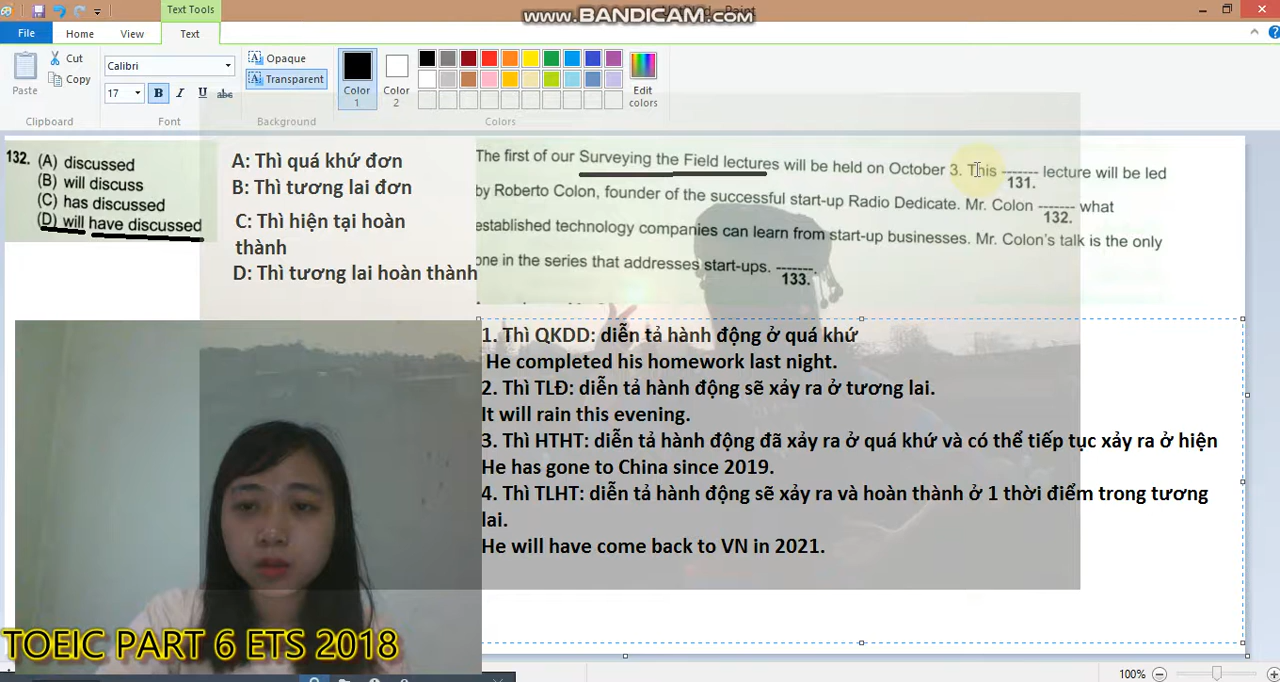 Text Tools
www.BANDICAM.com
Paint
File
Home
View
Text
Cut
Copy
Paste
Clipboard
Calibri
17
B
I
U
abc
Font
Opaque
Transparent
Background
Color
1
Color
2
Colors
Edit
colors
132. (A) discussed
(B) will discuss
(C) has discussed
(D) will have discussed
A: Thì quá khứ đơn
B: Thì tương lai đơn
C: Thì hiện tại hoàn
thành
D: Thì tương lai hoàn thành
The first of our Surveying the Field lectures will be held on October 3. This ------- lecture will be led
131.
by Roberto Colon, founder of the successful start-up Radio Dedicate. Mr. Colon ------- what
132.
established technology companies can learn from start-up businesses. Mr. Colon's talk is the only
one in the series that addresses start-ups. -------.
133.
1. Thì QKDD: diễn tả hành động ở quá khứ
He completed his homework last night.
2. Thì TLĐ: diễn tả hành động sẽ xảy ra ở tương lai.
It will rain this evening.
3. Thì HTHT: diễn tả hành động đã xảy ra ở quá khứ và có thể tiếp tục xảy ra ở hiện
He has gone to China since 2019.
4. Thì TLHT: diễn tả hành động sẽ xảy ra và hoàn thành ở 1 thời điểm trong tương
lai.
He will have come back to VN in 2021.
TOEIC PART 6 ETS 2018
100%